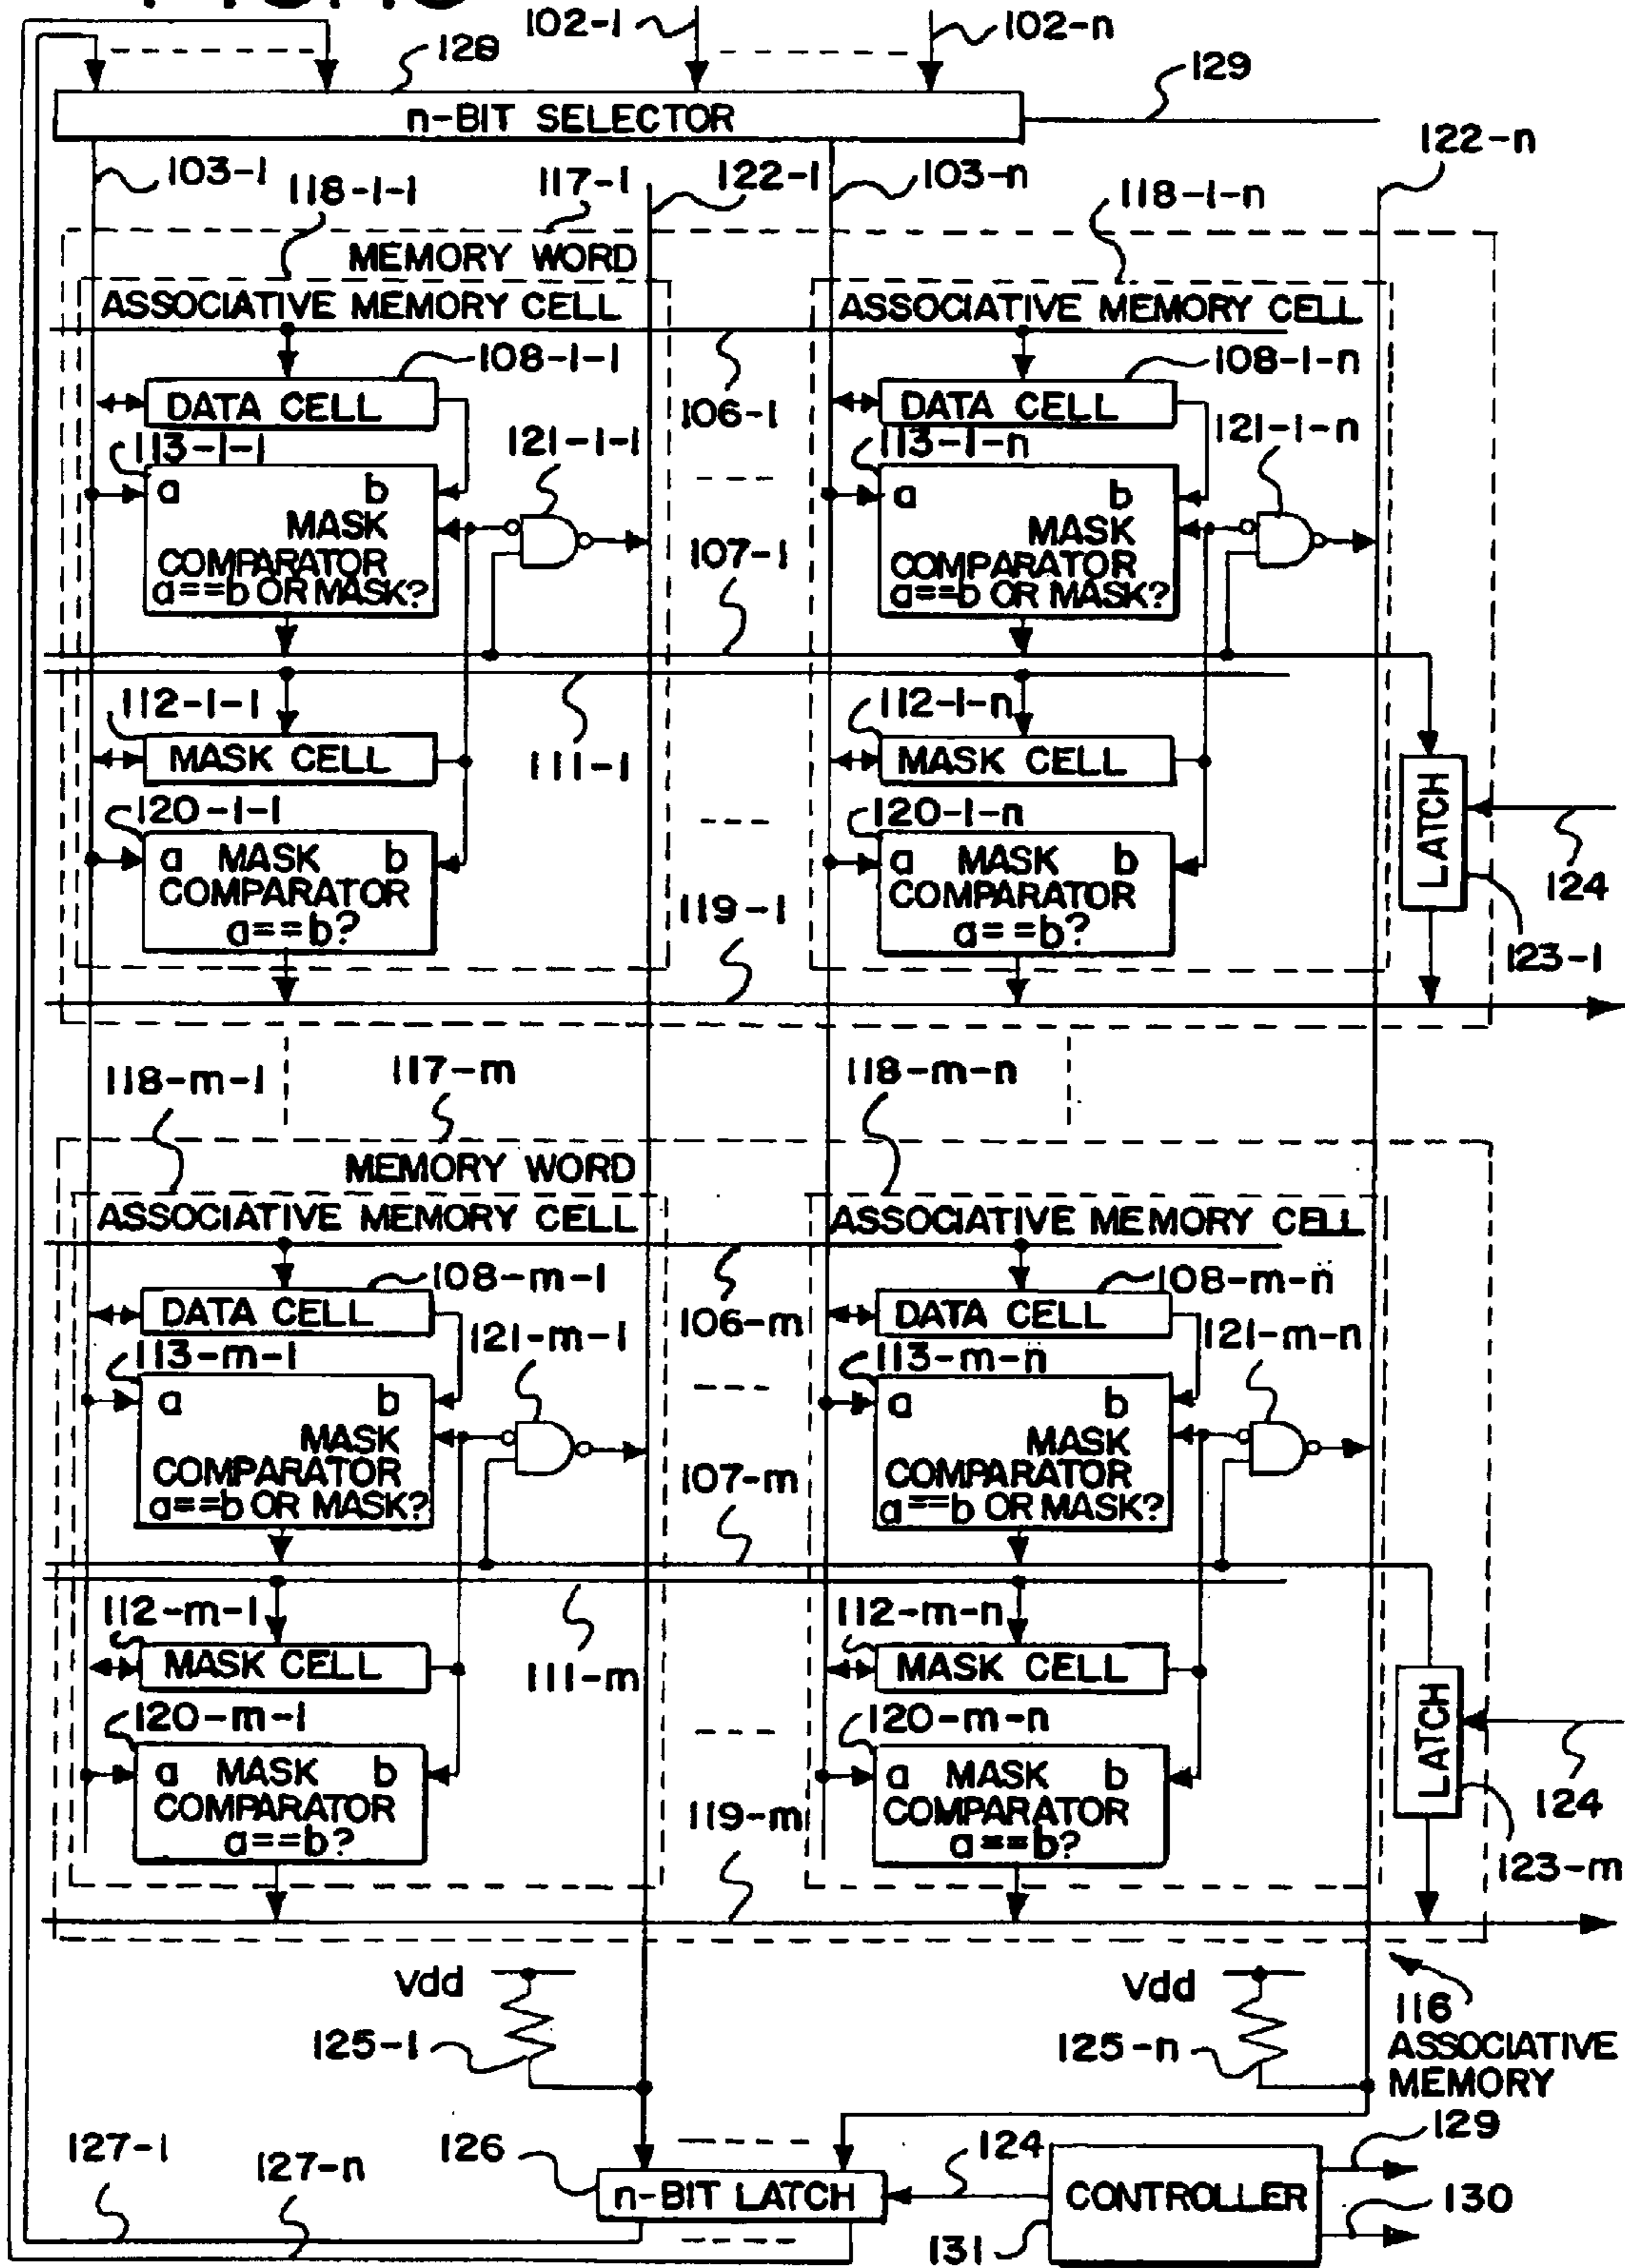 102-1
102-n
128
129
n-BIT SELECTOR
122-n
103-1
118-1-1
117-1
122-1
103-n
118-1-n
MEMORY WORD
ASSOCIATIVE MEMORY CELL
ASSOCIATIVE MEMORY CELL
108-1-1
108-1-n
DATA CELL
106-1
DATA CELL
113-1-1
121-1-1
113-1-n
121-1-n
a b
MASK
COMPARATOR
a==b OR MASK?
107-1
a b
MASK
COMPARATOR
a==b OR MASK?
112-1-1
112-1-n
MASK CELL
111-1
MASK CELL
LATCH
120-1-1
120-1-n
124
a MASK b
COMPARATOR
a==b?
119-1
a MASK b
COMPARATOR
a==b?
123-1
118-m-1
117-m
118-m-n
MEMORY WORD
ASSOCIATIVE MEMORY CELL
ASSOCIATIVE MEMORY CELL
108-m-1
108-m-n
DATA CELL
106-m
DATA CELL
113-m-1
121-m-1
113-m-n
121-m-n
a b
MASK
COMPARATOR
a==b OR MASK?
107-m
a b
MASK
COMPARATOR
a==b OR MASK?
112-m-1
112-m-n
MASK CELL
111-m
MASK CELL
LATCH
120-m-1
120-m-n
124
a MASK b
COMPARATOR
a==b?
119-m
a MASK b
COMPARATOR
a==b?
123-m
Vdd
Vdd
125-1
125-n
116
ASSOCIATIVE
MEMORY
127-1
127-n
126
124
129
n-BIT LATCH
CONTROLLER
130
131